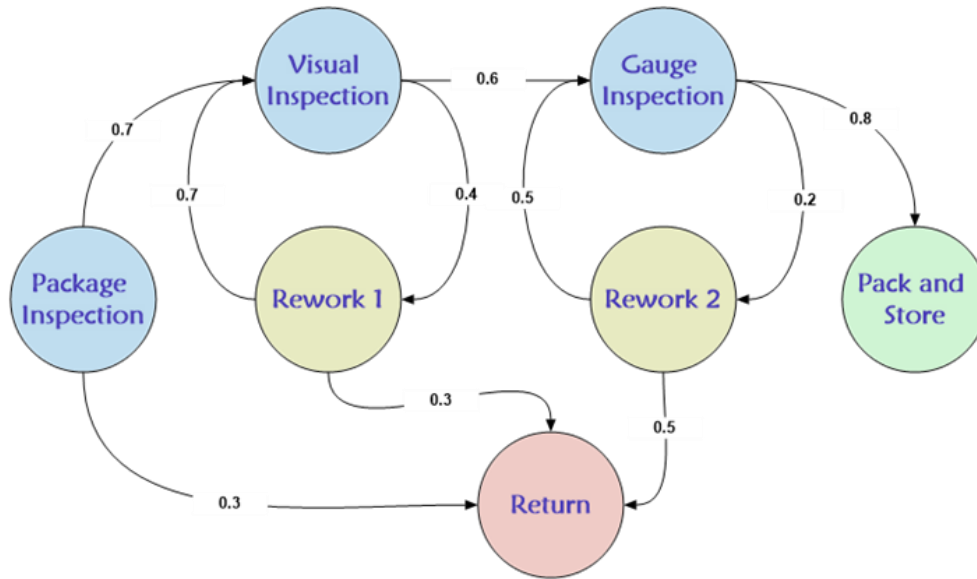 Visual
Inspection
0.6
Gauge
Inspection
0.7
0.8
0.7
0.4
0.5
0.2
Package
Inspection
Rework 1
Rework 2
Pack and
Store
0.3
0.5
0.3
Return